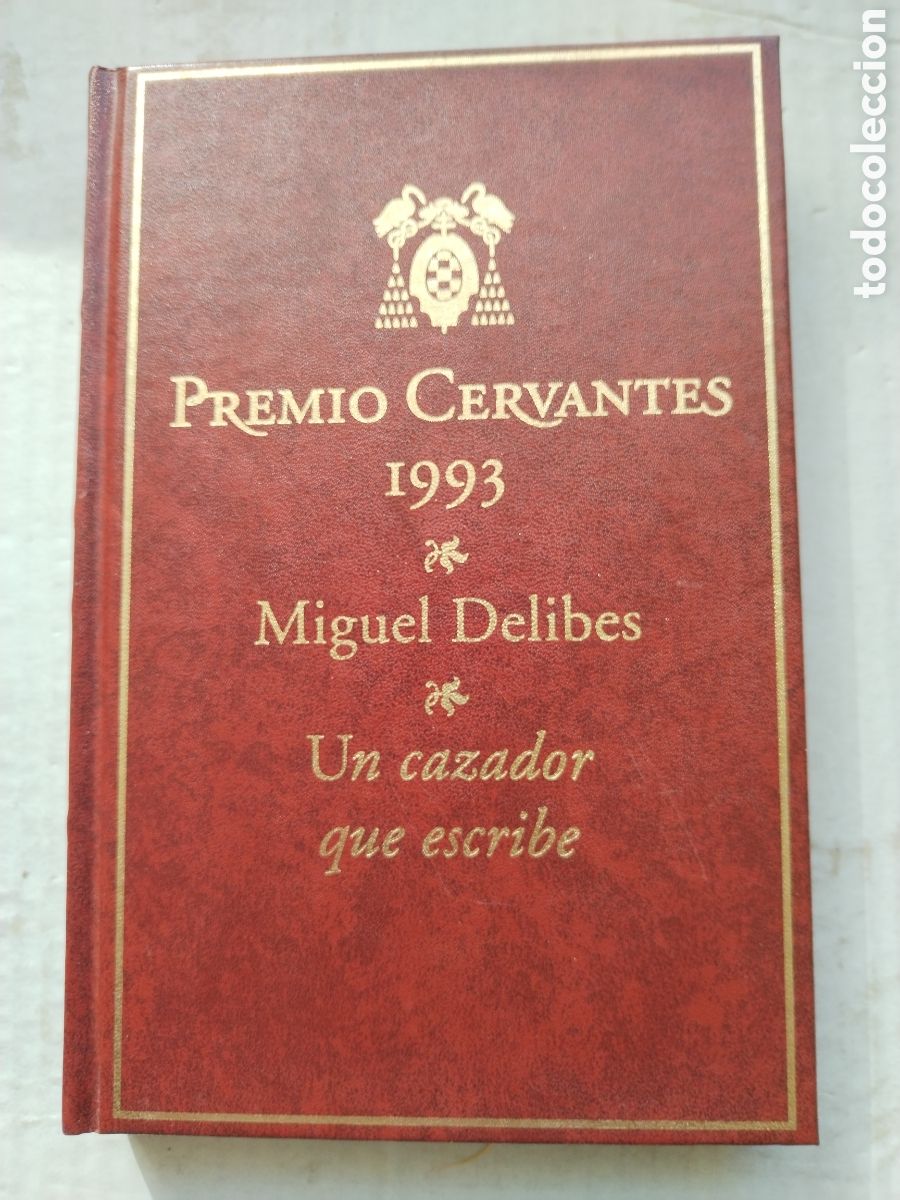 PREMIO CERVANTES
1993
Miguel Delibes
Un cazador
que escribe
todocoleccion